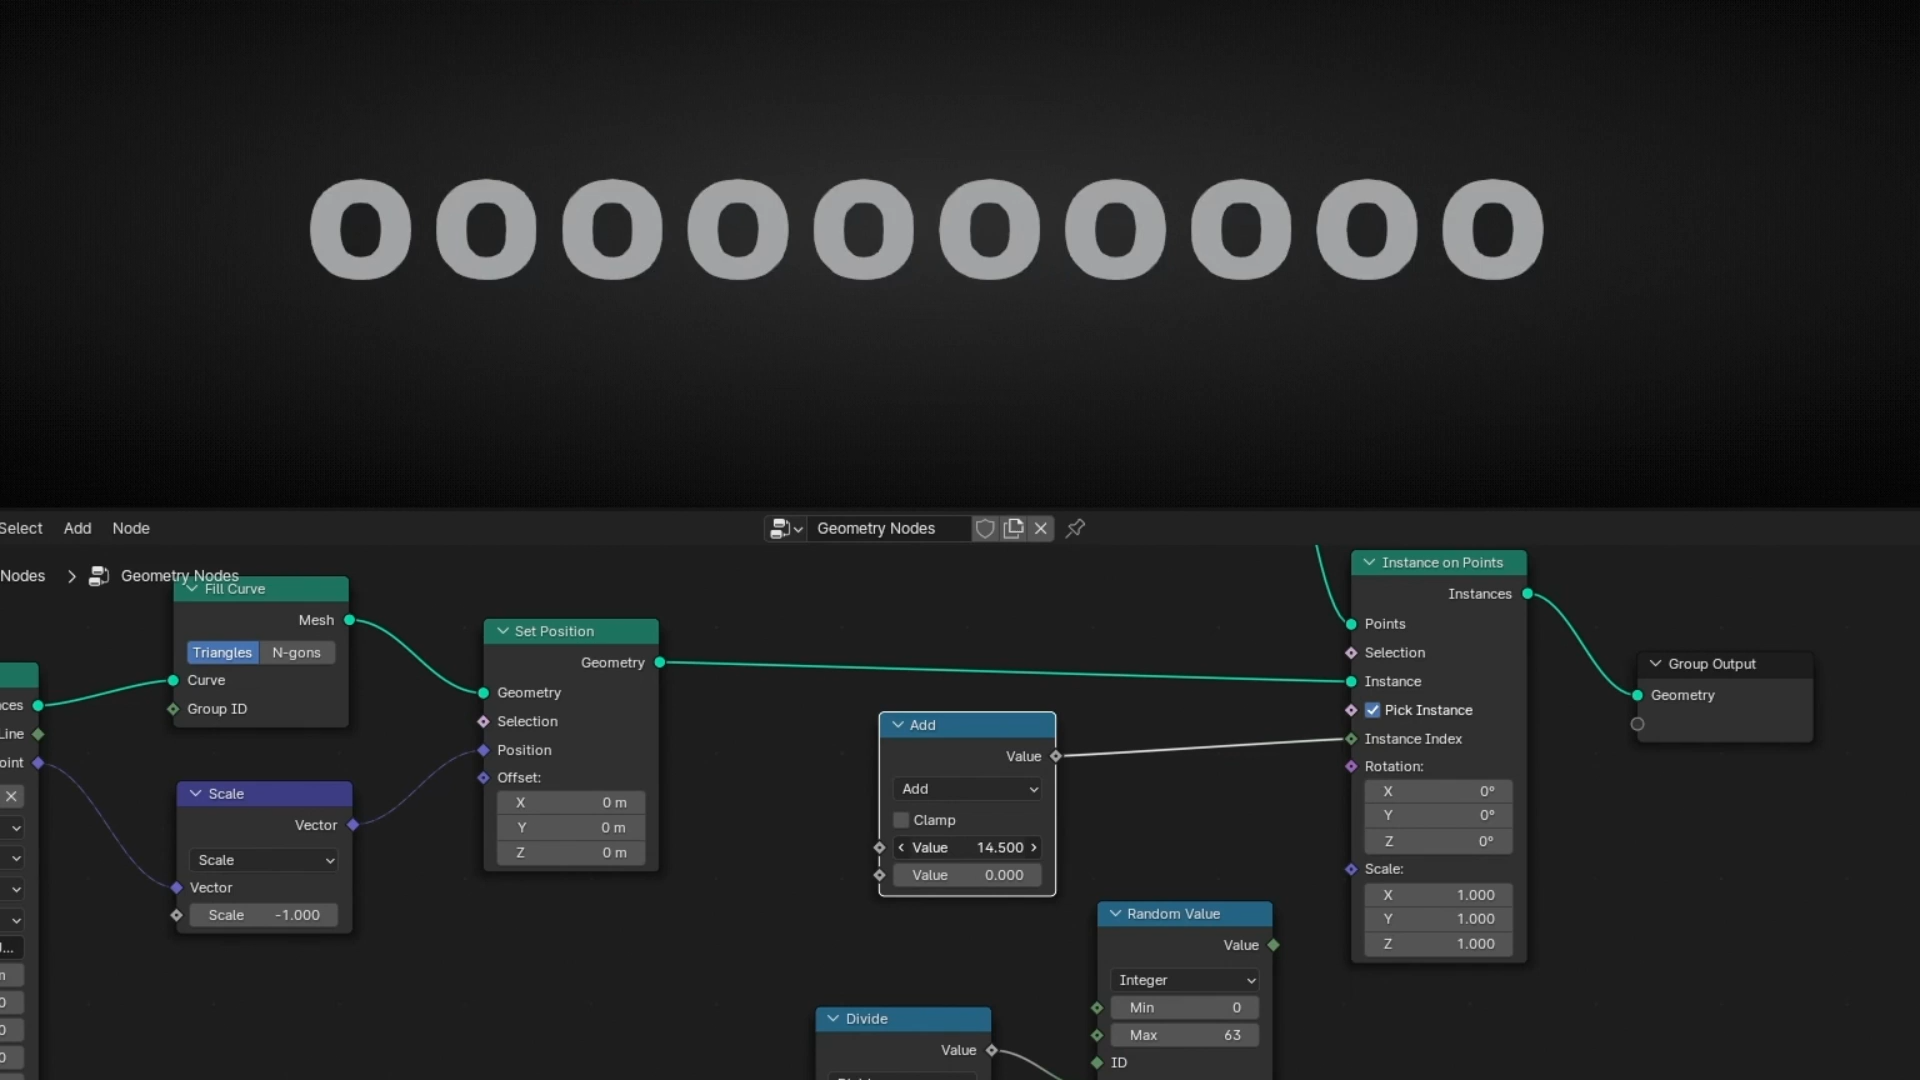 oooooooooo
Select Add Node
Geometry Nodes
Nodes > Geometry Nodes
Fill Curve
Mesh
Triangles N-gons
Curve
Group ID
ces
Line
oint
Scale
Vector
Scale
Vector
Scale -1.000
Set Position
Geometry
Geometry
Selection
Position
Offset:
X 0 m
Y 0 m
Z 0 m
Add
Value
Add
Clamp
Value 14.500
Value 0.000
Divide
Value
Random Value
Value
Integer
Min 0
Max 63
ID
Instance on Points
Instances
Points
Selection
Instance
Pick Instance
Instance Index
Rotation:
X 0°
Y 0°
Z 0°
Scale:
X 1.000
Y 1.000
Z 1.000
Group Output
Geometry